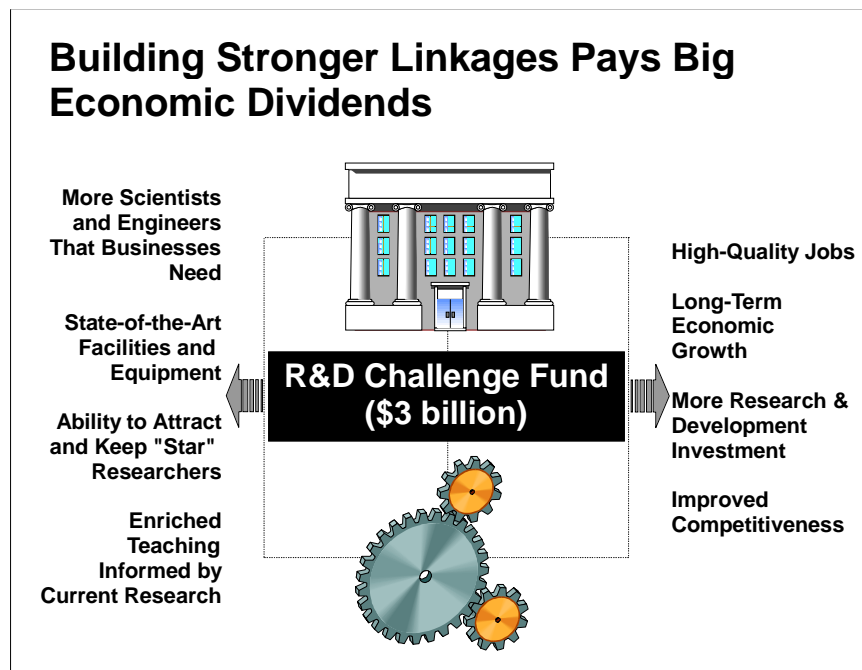 Building Stronger Linkages Pays Big
Economic Dividends
More Scientists
and Engineers
That Businesses
Need
State-of-the-Art
Facilities and
Equipment
Ability to Attract
and Keep "Star"
Researchers
Enriched
Teaching
Informed by
Current Research
R&D Challenge Fund
($3 billion)
High-Quality Jobs
Long-Term
Economic
Growth
More Research &
Development
Investment
Improved
Competitiveness